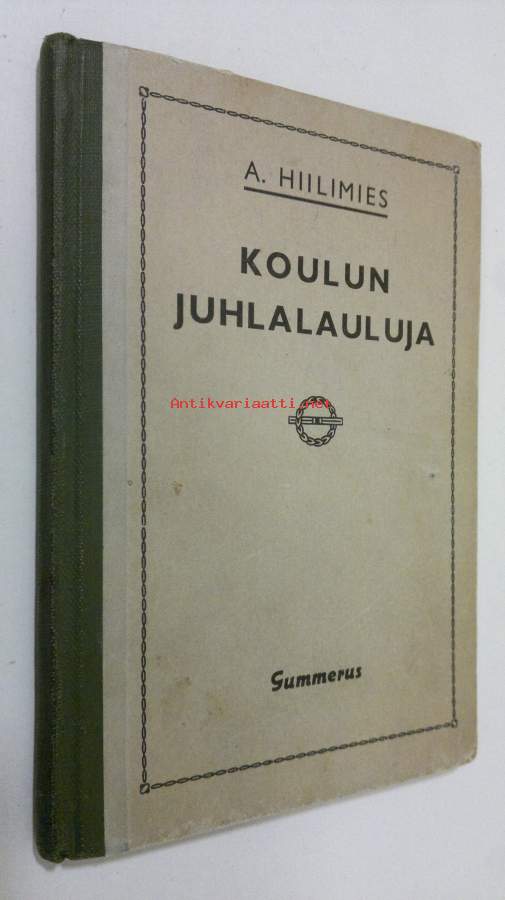 A. HIILIMIES
KOULUN
JUHLALAULUJA
Antikvariaatti.net
Gummerus